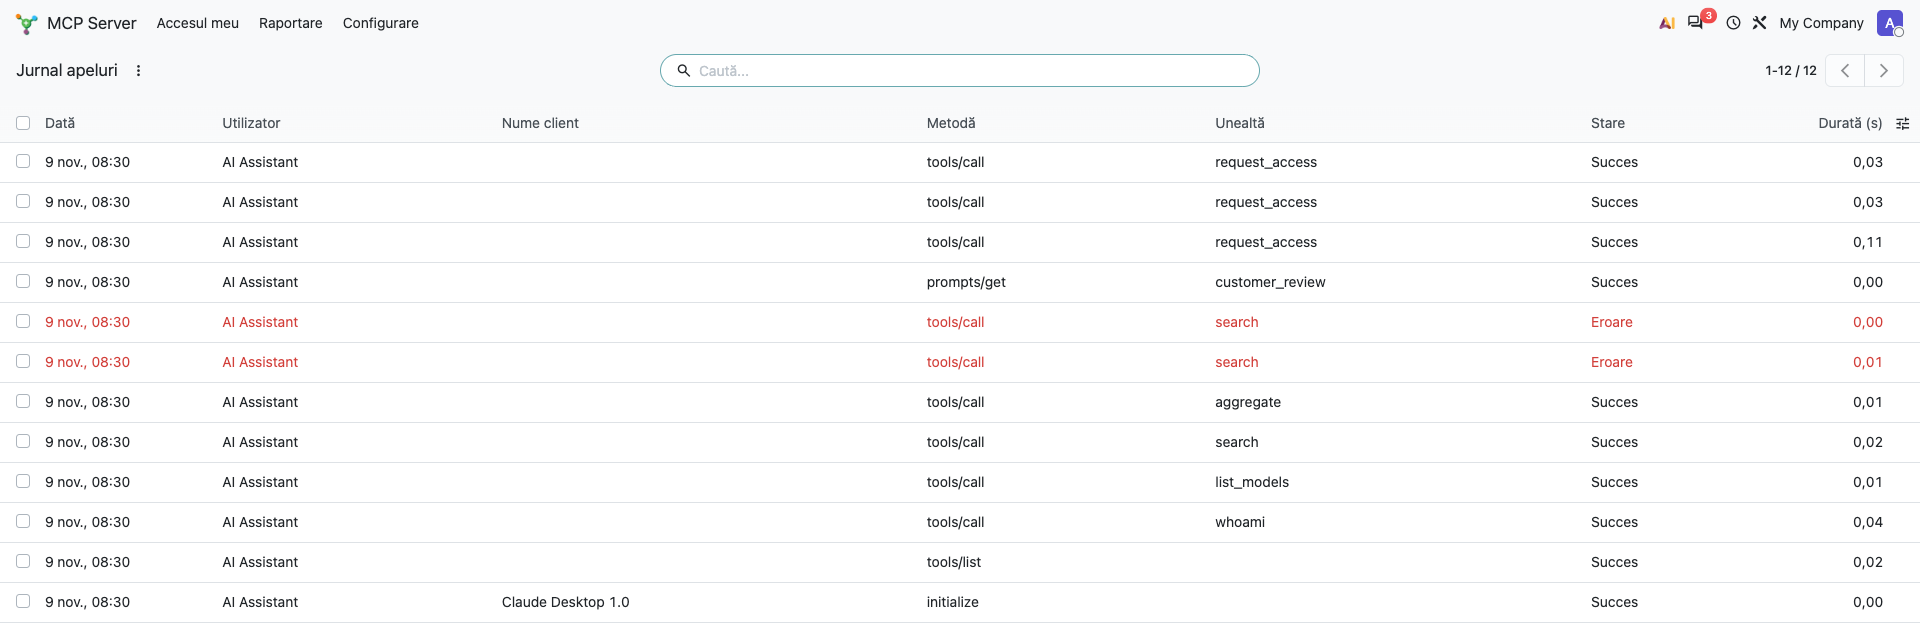 MCP Server Accesul meu Raportare Configurare AI 3 My Company A
Jurnal apeluri Caută... 1-12 / 12
Dată Utilizator Nume client Metodă Unealtă Stare Durată (s)
9 nov., 08:30 AI Assistant tools/call request_access Succes 0,03
9 nov., 08:30 AI Assistant tools/call request_access Succes 0,03
9 nov., 08:30 AI Assistant tools/call request_access Succes 0,11
9 nov., 08:30 AI Assistant prompts/get customer_review Succes 0,00
9 nov., 08:30 AI Assistant tools/call search Eroare 0,00
9 nov., 08:30 AI Assistant tools/call search Eroare 0,01
9 nov., 08:30 AI Assistant tools/call aggregate Succes 0,01
9 nov., 08:30 AI Assistant tools/call search Succes 0,02
9 nov., 08:30 AI Assistant tools/call list_models Succes 0,01
9 nov., 08:30 AI Assistant tools/call whoami Succes 0,04
9 nov., 08:30 AI Assistant tools/list Succes 0,02
9 nov., 08:30 AI Assistant Claude Desktop 1.0 initialize Succes 0,00